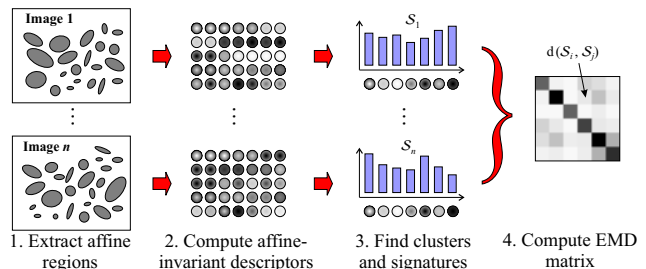 Image 1
S1
d(Si, Sj)
Image n
Sn
1. Extract affine
regions
2. Compute affine-
invariant descriptors
3. Find clusters
and signatures
4. Compute EMD
matrix